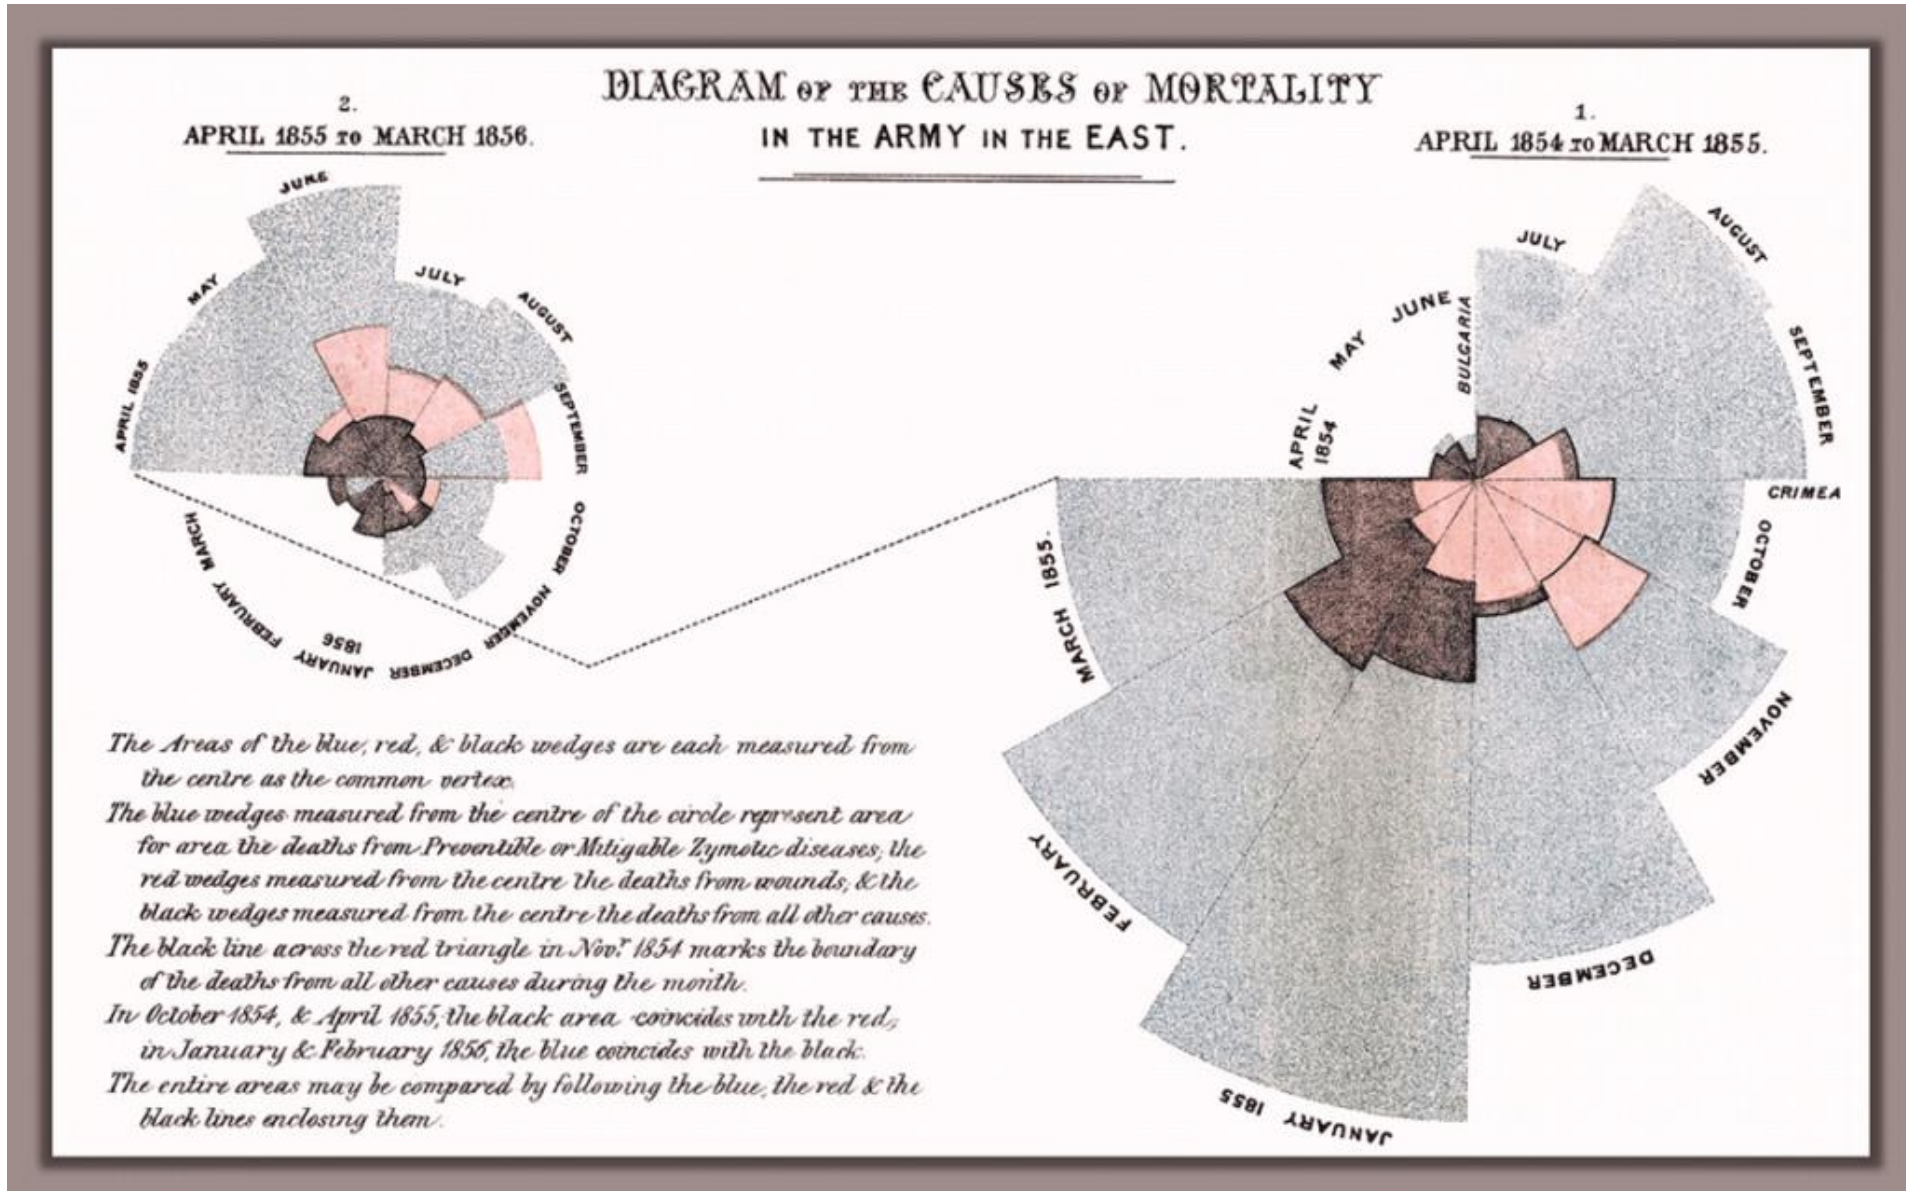 DIAGRAM OF THE CAUSES OF MORTALITY
IN THE ARMY IN THE EAST.
2.
APRIL 1855 TO MARCH 1856.
1.
APRIL 1854 TO MARCH 1855.
APRIL 1855
MAY
JUNE
JULY
AUGUST
SEPTEMBER
OCTOBER
NOVEMBER
DECEMBER
JANUARY
1856
FEBRUARY
MARCH
APRIL
1854
MAY
JUNE
BULGARIA
JULY
AUGUST
SEPTEMBER
CRIMEA
OCTOBER
NOVEMBER
DECEMBER
JANUARY 1855
FEBRUARY
MARCH 1855.
The Areas of the blue, red, & black wedges are each measured from
the centre as the common vertex.
The blue wedges measured from the centre of the circle represent area
for area the deaths from Preventible or Mitigable Zymotic diseases; the
red wedges measured from the centre the deaths from wounds; & the
black wedges measured from the centre the deaths from all other causes.
The black line across the red triangle in Novr. 1854 marks the boundary
of the deaths from all other causes during the month.
In October 1854, & April 1855, the black area coincides with the red;
in January & February 1856, the blue coincides with the black.
The entire areas may be compared by following the blue, the red & the
black lines enclosing them.